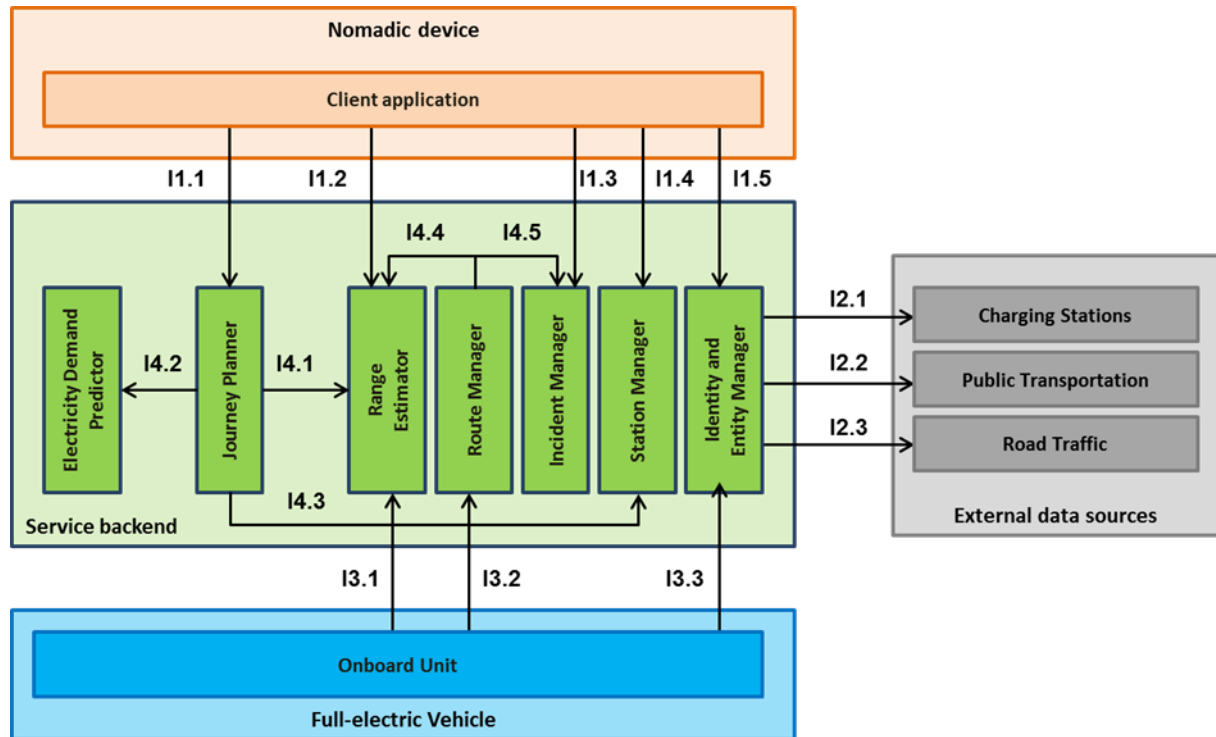 Nomadic device
Client application
I1.1
I1.2
I1.3
I1.4
I1.5
I4.4
I4.5
Electricity Demand
Predictor
I4.2
Journey Planner
I4.1
Range
Estimator
Route Manager
Incident Manager
Station Manager
Identity and
Entity Manager
I2.1
I2.2
I2.3
Charging Stations
Public Transportation
Road Traffic
External data sources
I4.3
Service backend
I3.1
I3.2
I3.3
Onboard Unit
Full-electric Vehicle